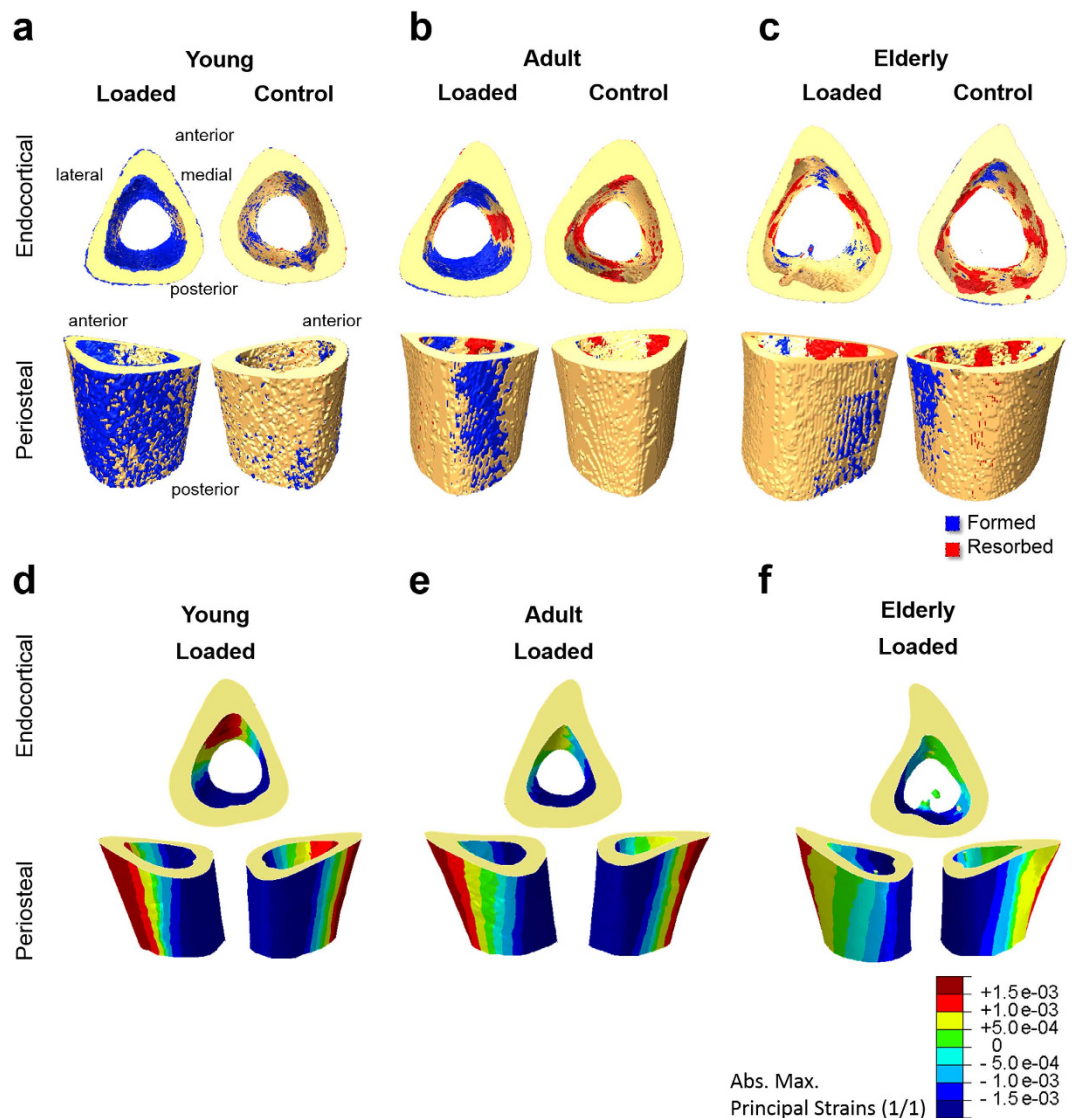 a
b
c
Young
Adult
Elderly
Loaded
Control
Loaded
Control
Loaded
Control
Endocortical
anterior
lateral
medial
posterior
Periosteal
anterior
anterior
posterior
Formed
Resorbed
d
e
f
Young
Adult
Elderly
Loaded
Loaded
Loaded
Endocortical
Periosteal
+1.5 e-03
+1.0 e-03
+5.0 e-04
0
- 5.0 e-04
- 1.0 e-03
- 1.5 e-03
Abs. Max.
Principal Strains (1/1)